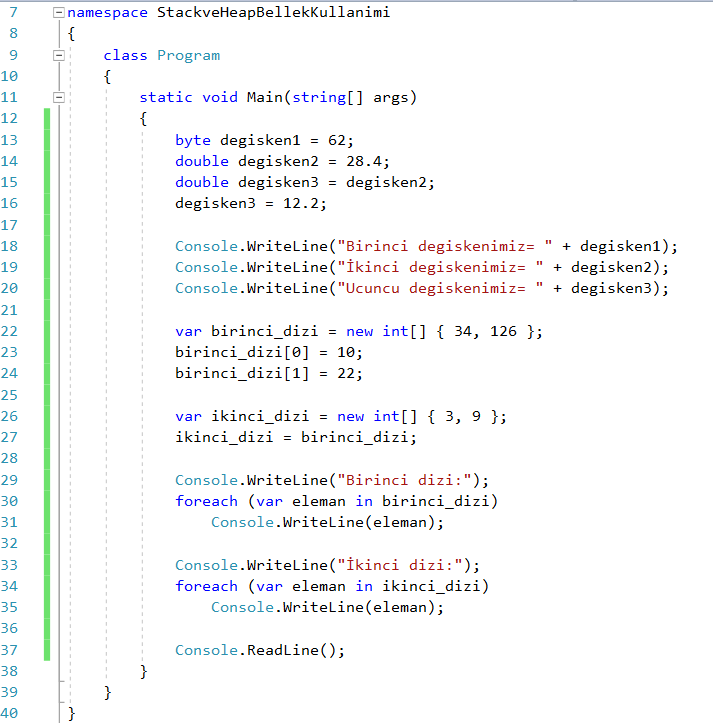 7 namespace StackveHeapBellekKullanimi
8 {
9 class Program
10 {
11 static void Main(string[] args)
12 {
13 byte degisken1 = 62;
14 double degisken2 = 28.4;
15 double degisken3 = degisken2;
16 degisken3 = 12.2;
17
18 Console.WriteLine("Birinci degiskenimiz= " + degisken1);
19 Console.WriteLine("İkinci degiskenimiz= " + degisken2);
20 Console.WriteLine("Ucuncu degiskenimiz= " + degisken3);
21
22 var birinci_dizi = new int[] { 34, 126 };
23 birinci_dizi[0] = 10;
24 birinci_dizi[1] = 22;
25
26 var ikinci_dizi = new int[] { 3, 9 };
27 ikinci_dizi = birinci_dizi;
28
29 Console.WriteLine("Birinci dizi:");
30 foreach (var eleman in birinci_dizi)
31 Console.WriteLine(eleman);
32
33 Console.WriteLine("İkinci dizi:");
34 foreach (var eleman in ikinci_dizi)
35 Console.WriteLine(eleman);
36
37 Console.ReadLine();
38 }
39 }
40 }